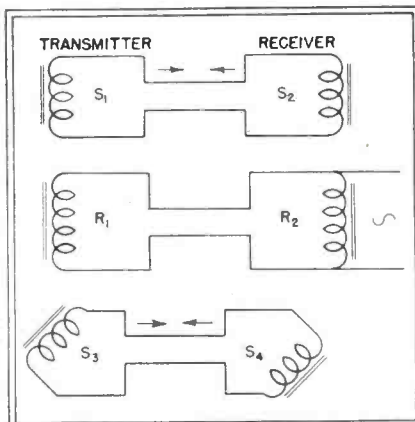 TRANSMITTER RECEIVER
S₁ S₂
R₁ R₂
S₃ S₄